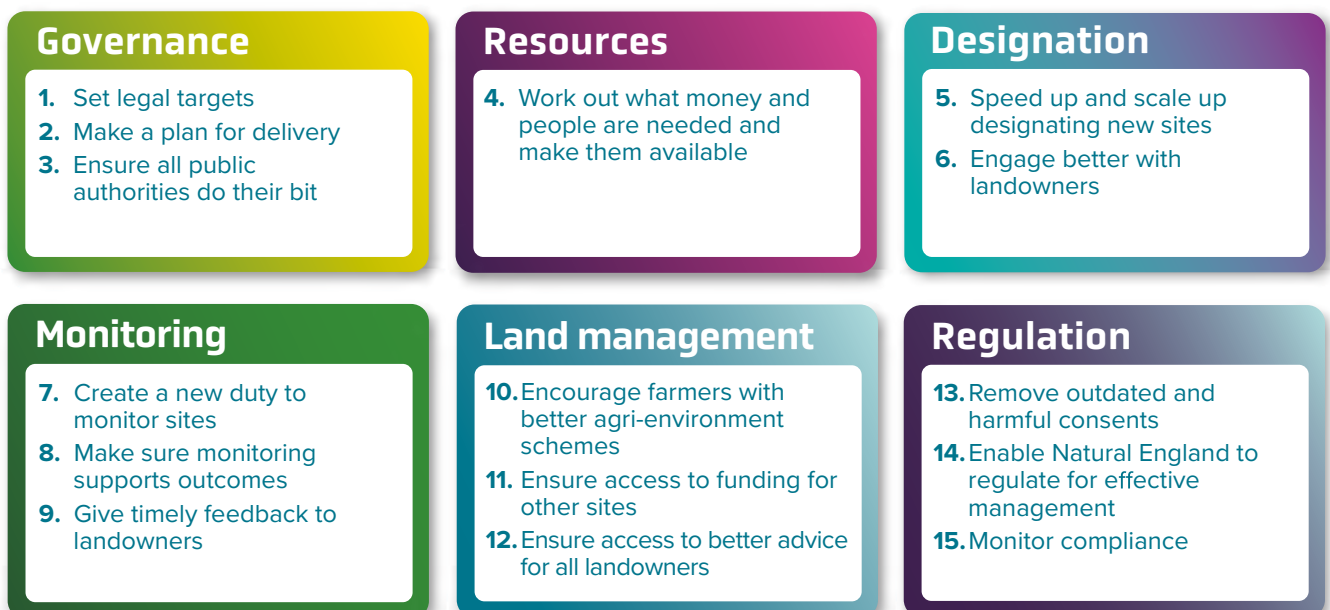 Governance
1. Set legal targets
2. Make a plan for delivery
3. Ensure all public
authorities do their bit
Resources
4. Work out what money and
people are needed and
make them available
Designation
5. Speed up and scale up
designating new sites
6. Engage better with
landowners
Monitoring
7. Create a new duty to
monitor sites
8. Make sure monitoring
supports outcomes
9. Give timely feedback to
landowners
Land management
10. Encourage farmers with
better agri-environment
schemes
11. Ensure access to funding for
other sites
12. Ensure access to better advice
for all landowners
Regulation
13. Remove outdated and
harmful consents
14. Enable Natural England to
regulate for effective
management
15. Monitor compliance